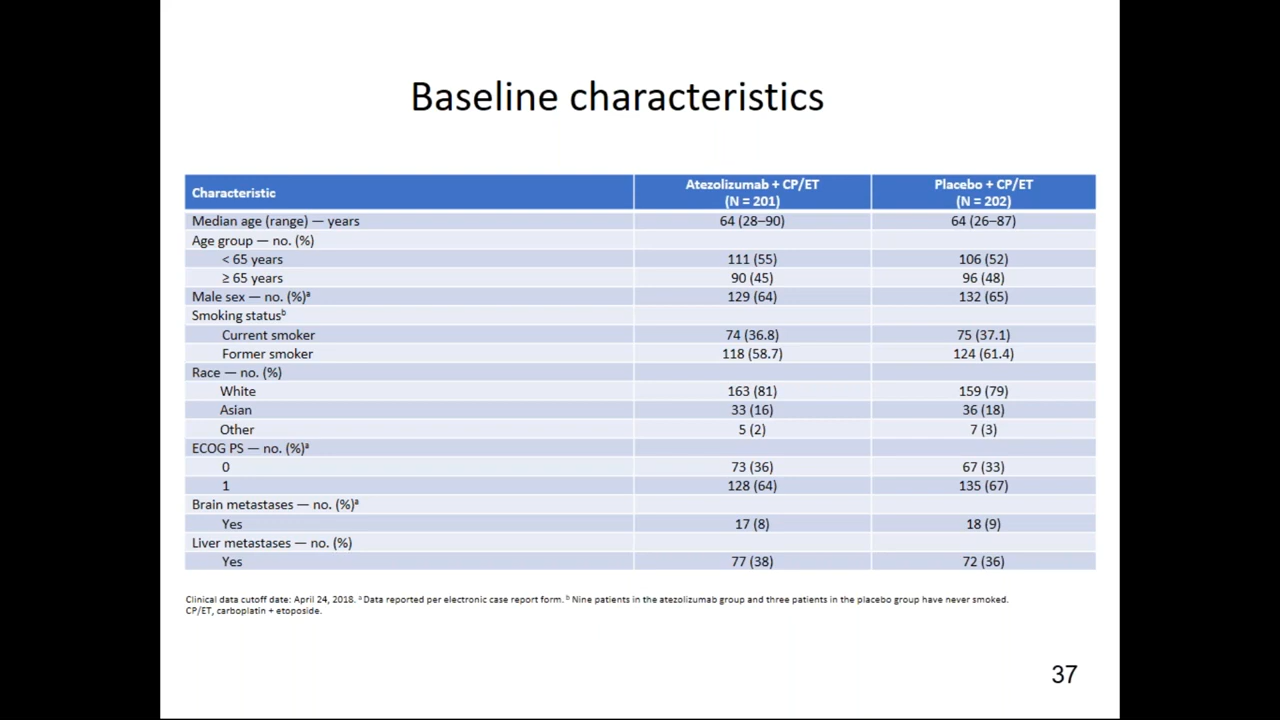 Baseline characteristics
Characteristic Atezolizumab + CP/ET (N = 201) Placebo + CP/ET (N = 202)
Median age (range) — years 64 (28–90) 64 (26–87)
Age group — no. (%)
< 65 years 111 (55) 106 (52)
≥ 65 years 90 (45) 96 (48)
Male sex — no. (%)ᵃ 129 (64) 132 (65)
Smoking statusᵇ
Current smoker 74 (36.8) 75 (37.1)
Former smoker 118 (58.7) 124 (61.4)
Race — no. (%)
White 163 (81) 159 (79)
Asian 33 (16) 36 (18)
Other 5 (2) 7 (3)
ECOG PS — no. (%)ᵃ
0 73 (36) 67 (33)
1 128 (64) 135 (67)
Brain metastases — no. (%)ᵃ
Yes 17 (8) 18 (9)
Liver metastases — no. (%)
Yes 77 (38) 72 (36)
Clinical data cutoff date: April 24, 2018. ᵃ Data reported per electronic case report form. ᵇ Nine patients in the atezolizumab group and three patients in the placebo group have never smoked.
CP/ET, carboplatin + etoposide.
37